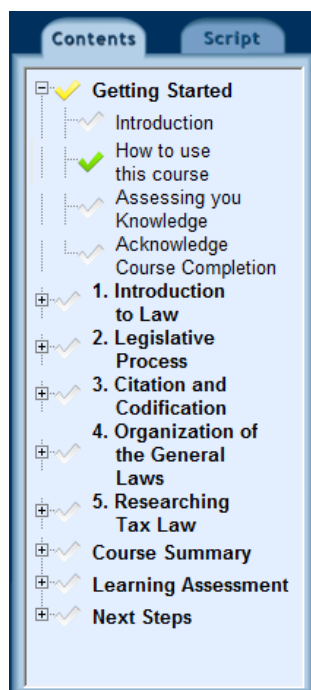 Contents Script
Getting Started
Introduction
How to use
this course
Assessing you
Knowledge
Acknowledge
Course Completion
1. Introduction
to Law
2. Legislative
Process
3. Citation and
Codification
4. Organization of
the General
Laws
5. Researching
Tax Law
Course Summary
Learning Assessment
Next Steps